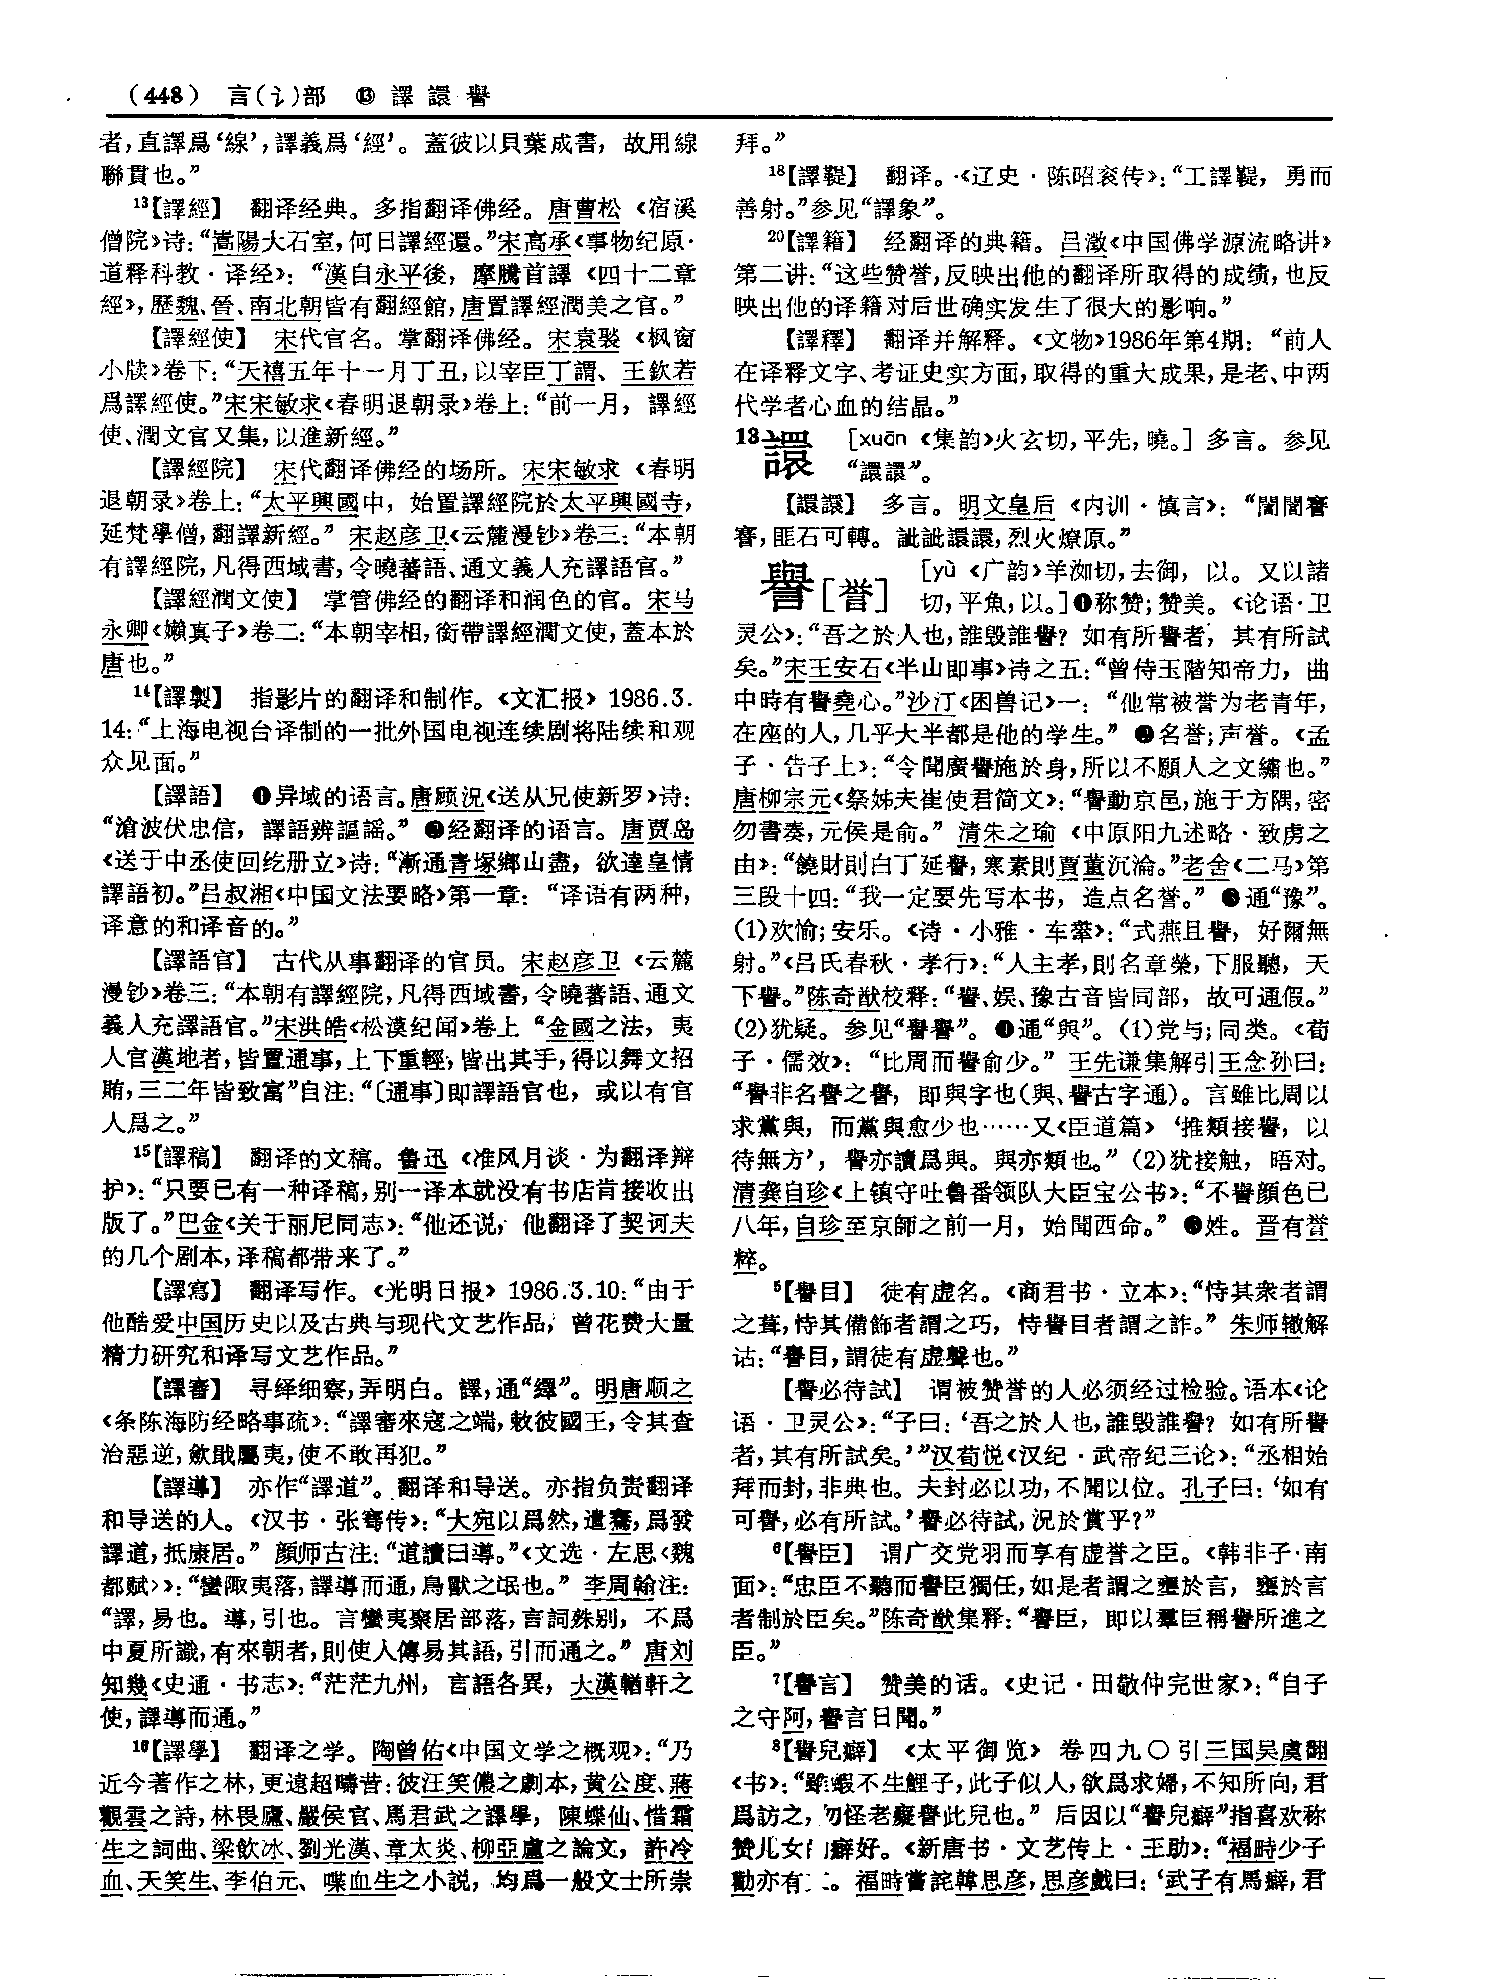 (448) 言(讠)部 ⓭ 譯 譞 譽
者,直譯爲‘線’,譯義爲‘經’。蓋彼以貝葉成書,故用線
聯貫也。”
¹³【譯經】 翻译经典。多指翻译佛经。唐曹松《宿溪
僧院》诗:“嵩陽大石室,何日譯經還。”宋高承《事物纪原·
道释科教·译经》:“漢自永平後,摩騰首譯《四十二章
經》,歷魏、晉、南北朝皆有翻經館,唐置譯經潤美之官。”
【譯經使】 宋代官名。掌翻译佛经。宋袁褧《枫窗
小牍》卷下:“天禧五年十一月丁丑,以宰臣丁謂、王欽若
爲譯經使。”宋宋敏求《春明退朝录》卷上:“前一月,譯經
使、潤文官又集,以進新經。”
【譯經院】 宋代翻译佛经的场所。宋宋敏求《春明
退朝录》卷上:“太平興國中,始置譯經院於太平興國寺,
延梵學僧,翻譯新經。”宋赵彦卫《云麓漫钞》卷三:“本朝
有譯經院,凡得西域書,令曉蕃語、通文義人充譯語官。”
【譯經潤文使】 掌管佛经的翻译和润色的官。宋马
永卿《嬾真子》卷二:“本朝宰相,銜帶譯經潤文使,蓋本於
唐也。”
¹⁴【譯製】 指影片的翻译和制作。《文汇报》1986.3.
14:“上海电视台译制的一批外国电视连续剧将陆续和观
众见面。”
【譯語】 ❶异域的语言。唐顾况《送从兄使新罗》诗:
“滄波伏忠信,譯語辨謳謠。”❷经翻译的语言。唐贾岛
《送于中丞使回纥册立》诗:“漸通青塚鄉山盡,欲達皇情
譯語初。”吕叔湘《中国文法要略》第一章:“译语有两种,
译意的和译音的。”
【譯語官】 古代从事翻译的官员。宋赵彦卫《云麓
漫钞》卷三:“本朝有譯經院,凡得西域書,令曉蕃語、通文
義人充譯語官。”宋洪皓《松漠纪闻》卷上“金國之法,夷
人官漢地者,皆置通事,上下重輕,皆出其手,得以舞文招
賄,三二年皆致富”自注:“〔通事〕即譯語官也,或以有官
人爲之。”
¹⁵【譯稿】 翻译的文稿。鲁迅《准风月谈·为翻译辩
护》:“只要已有一种译稿,别一译本就没有书店肯接收出
版了。”巴金《关于丽尼同志》:“他还说,他翻译了契诃夫
的几个剧本,译稿都带来了。”
【譯寫】 翻译写作。《光明日报》1986.3.10:“由于
他酷爱中国历史以及古典与现代文艺作品,曾花费大量
精力研究和译写文艺作品。”
【譯審】 寻绎细察,弄明白。譯,通“繹”。明唐顺之
《条陈海防经略事疏》:“譯審來寇之端,敕彼國王,令其查
治惡逆,斂戢屬夷,使不敢再犯。”
【譯導】 亦作“譯道”。翻译和导送。亦指负责翻译
和导送的人。《汉书·张骞传》:“大宛以爲然,遣騫,爲發
譯道,抵康居。”顔师古注:“道讀曰導。”《文选·左思〈魏
都赋〉》:“蠻陬夷落,譯導而通,鳥獸之氓也。”李周翰注:
“譯,易也。導,引也。言蠻夷聚居部落,言詞殊别,不爲
中夏所識,有來朝者,則使人傳易其語,引而通之。”唐刘
知幾《史通·书志》:“茫茫九州,言語各異,大漢輶軒之
使,譯導而通。”
¹⁶【譯學】 翻译之学。陶曾佑《中国文学之概观》:“乃
近今著作之林,更遠超疇昔:彼汪笑儂之劇本,黄公度、蔣
觀雲之詩,林畏廬、嚴侯官、馬君武之譯學,陳蝶仙、惜霜
生之詞曲、梁飲冰、劉光漢、章太炎、柳亞盧之論文,許冷
血、天笑生、李伯元、喋血生之小説,均爲一般文士所崇
拜。”
¹⁸【譯鞮】 翻译。《辽史·陈昭衮传》:“工譯鞮,勇而
善射。”参见“譯象”。
²⁰【譯籍】 经翻译的典籍。吕澂《中国佛学源流略讲》
第二讲:“这些赞誉,反映出他的翻译所取得的成绩,也反
映出他的译籍对后世确实发生了很大的影响。”
【譯釋】 翻译并解释。《文物》1986年第4期:“前人
在译释文字、考证史实方面,取得的重大成果,是老、中两
代学者心血的结晶。”
¹³譞 [xuān 《集韵》火玄切,平先,曉。]多言。参见
“譞譞”。
【譞譞】 多言。明文皇后《内训·慎言》:“誾誾謇
謇,匪石可轉。訿訿譞譞,烈火燎原。”
譽[誉] [yù 《广韵》羊洳切,去御,以。又以諸
切,平魚,以。]❶称赞;赞美。《论语·卫
灵公》:“吾之於人也,誰毁誰譽?如有所譽者,其有所試
矣。”宋王安石《半山即事》诗之五:“曾侍玉階知帝力,曲
中時有譽堯心。”沙汀《困兽记》一:“他常被誉为老青年,
在座的人,几乎大半都是他的学生。”❷名誉;声誉。《孟
子·告子上》:“令聞廣譽施於身,所以不願人之文繡也。”
唐柳宗元《祭姊夫崔使君简文》:“譽動京邑,施于方隅,密
勿書奏,元侯是俞。”清朱之瑜《中原阳九述略·致虏之
由》:“饒財則白丁延譽,寒素則賈董沉淪。”老舍《二马》第
三段十四:“我一定要先写本书,造点名誉。”❸通“豫”。
(1)欢愉;安乐。《诗·小雅·车舝》:“式燕且譽,好爾無
射。”《吕氏春秋·孝行》:“人主孝,則名章榮,下服聽,天
下譽。”陈奇猷校释:“譽、娱、豫古音皆同部,故可通假。”
(2)犹疑。参见“譽譽”。❹通“與”。(1)党与;同类。《荀
子·儒效》:“比周而譽俞少。”王先谦集解引王念孙曰:
“譽非名譽之譽,即與字也(與、譽古字通)。言雖比周以
求黨與,而黨與愈少也……又《臣道篇》‘推類接譽,以
待無方’,譽亦讀爲與。與亦類也。”(2)犹接触,晤对。
清龚自珍《上镇守吐鲁番领队大臣宝公书》:“不譽顔色已
八年,自珍至京師之前一月,始聞西命。”❺姓。晋有誉
粹。
⁵【譽目】 徒有虚名。《商君书·立本》:“恃其衆者謂
之葺,恃其備飾者謂之巧,恃譽目者謂之詐。”朱师辙解
诂:“譽目,謂徒有虚聲也。”
【譽必待試】 谓被赞誉的人必须经过检验。语本《论
语·卫灵公》:“子曰:‘吾之於人也,誰毁誰譽?如有所譽
者,其有所試矣。’”汉荀悦《汉纪·武帝纪三论》:“丞相始
拜而封,非典也。夫封必以功,不聞以位。孔子曰:‘如有
可譽,必有所試。’譽必待試,況於賞乎?”
⁶【譽臣】 谓广交党羽而享有虚誉之臣。《韩非子·南
面》:“忠臣不聽而譽臣獨任,如是者謂之壅於言,壅於言
者制於臣矣。”陈奇猷集释:“譽臣,即以羣臣稱譽所進之
臣。”
⁷【譽言】 赞美的话。《史记·田敬仲完世家》:“自子
之守阿,譽言日聞。”
⁸【譽兒癖】 《太平御览》卷四九〇引三国吴虞翻
《书》:“雖蝦不生鯉子,此子似人,欲爲求婦,不知所向,君
爲訪之,勿怪老癡譽此兒也。”后因以“譽兒癖”指喜欢称
赞儿女的癖好。《新唐书·文艺传上·王勃》:“福畤少子
勸亦有文。福畤嘗詫韓思彦,思彦戲曰:‘武子有馬癖,君